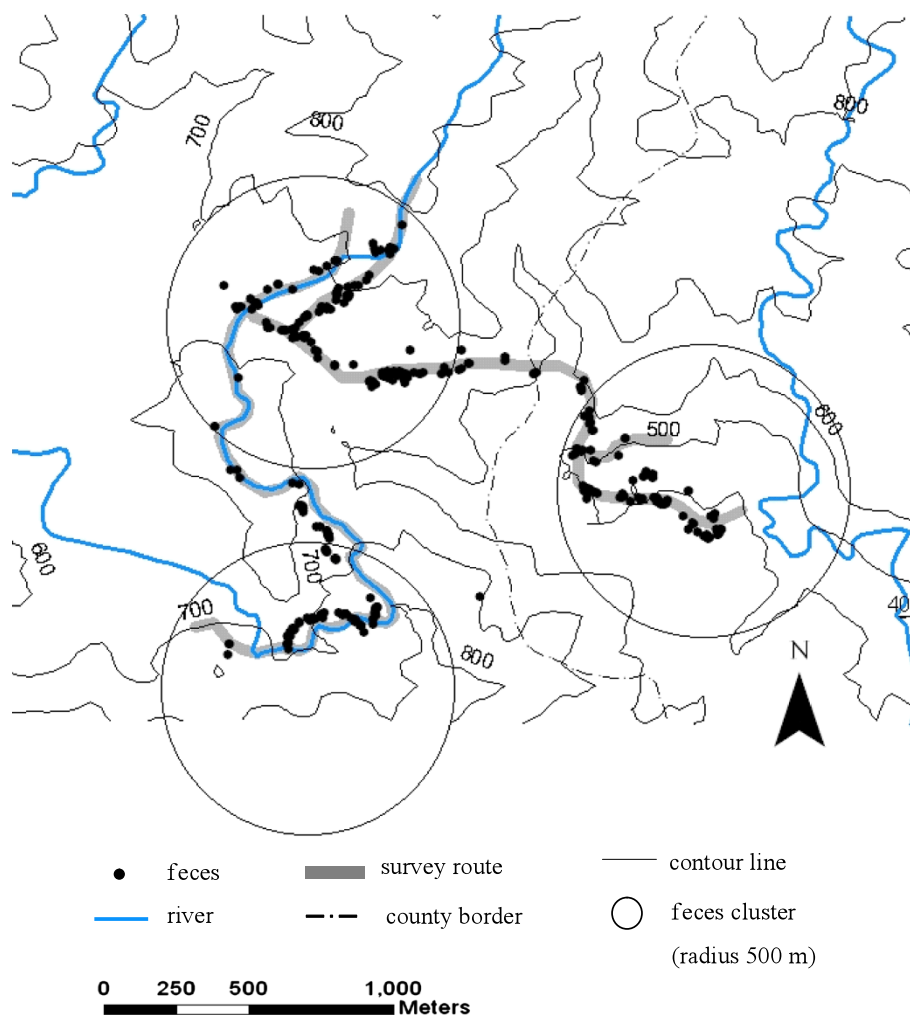 800
700
800
500
600
600
700
700
40
800
N
feces
survey route
contour line
river
county border
feces cluster
(radius 500 m)
0 250 500 1,000
Meters